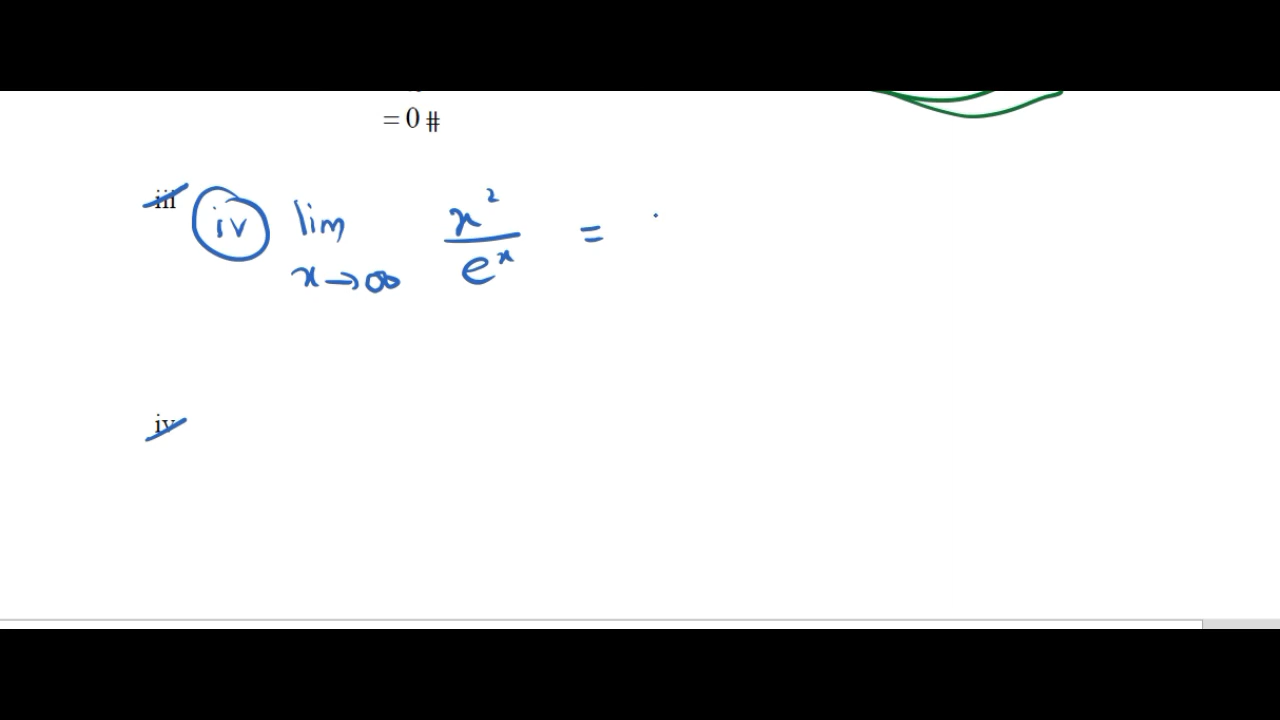 = 0 #
iii (iv) lim x→∞ x²/eˣ =
iv